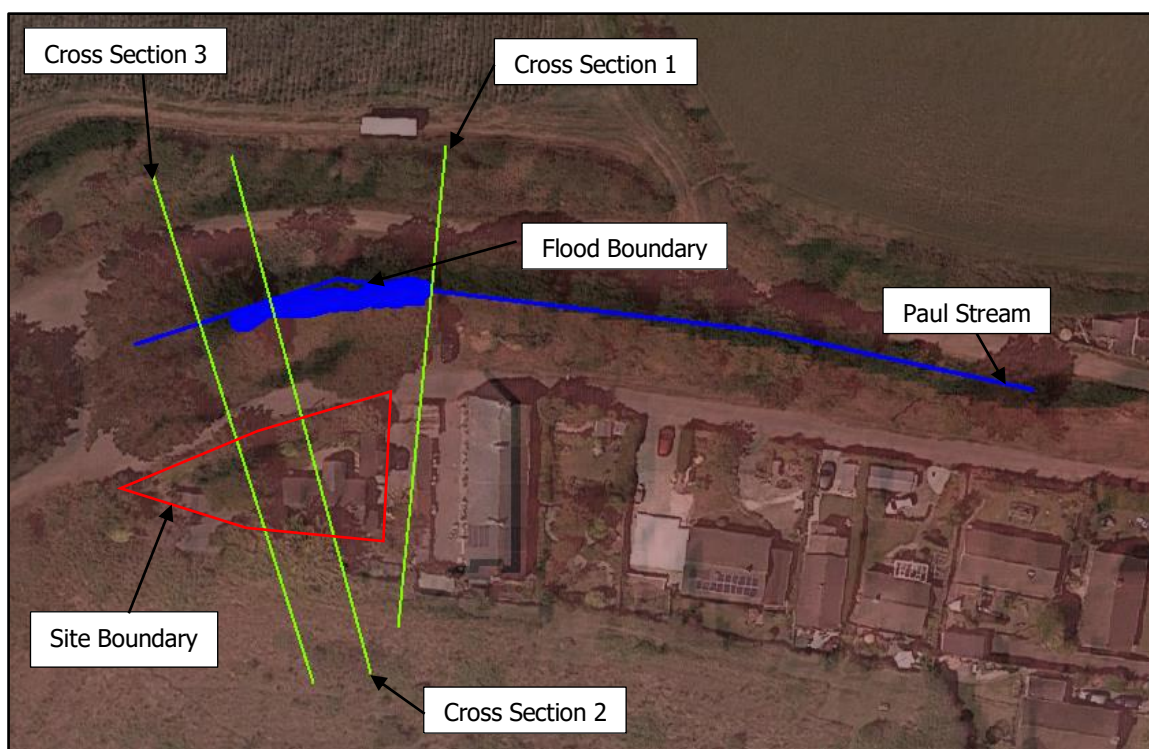 Cross Section 3
Cross Section 1
Flood Boundary
Paul Stream
Site Boundary
Cross Section 2